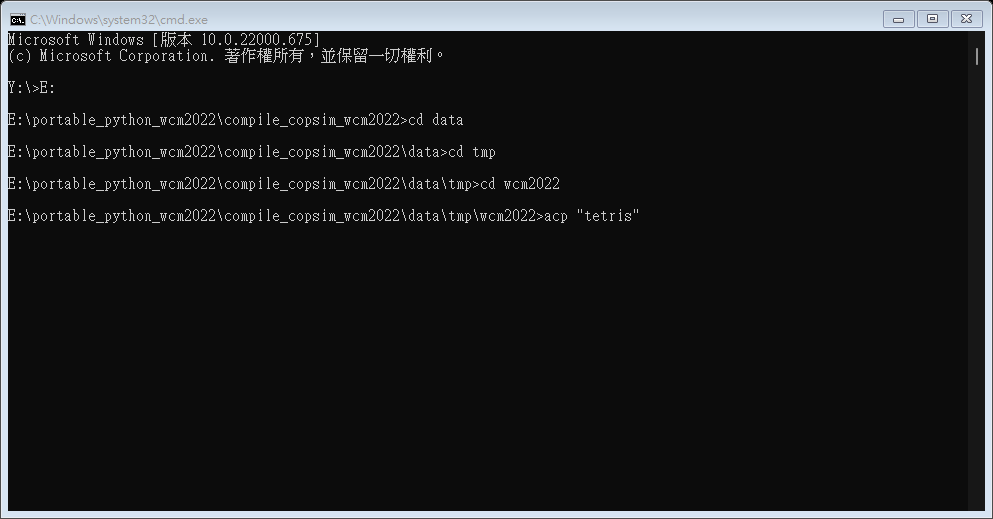 C:\Windows\system32\cmd.exe
Microsoft Windows [版本 10.0.22000.675]
(c) Microsoft Corporation. 著作權所有，並保留一切權利。
Y:\>E:
E:\portable_python_wcm2022\compile_copsim_wcm2022>cd data
E:\portable_python_wcm2022\compile_copsim_wcm2022\data>cd tmp
E:\portable_python_wcm2022\compile_copsim_wcm2022\data\tmp>cd wcm2022
E:\portable_python_wcm2022\compile_copsim_wcm2022\data\tmp\wcm2022>acp "tetris"